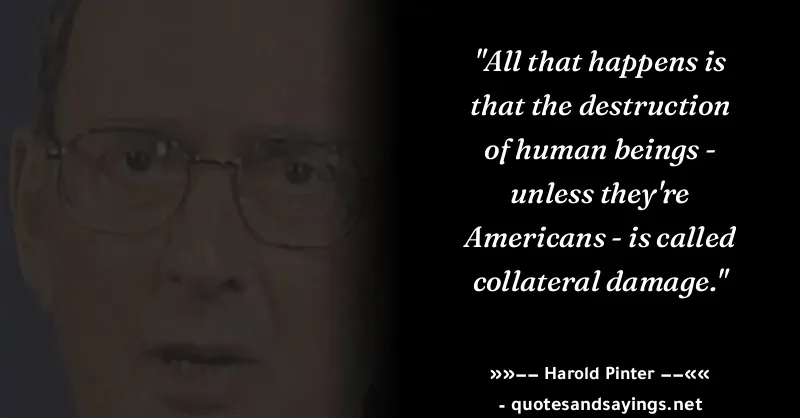 "All that happens is
that the destruction
of human beings -
unless they're
Americans - is called
collateral damage."
»»–– Harold Pinter ––««
- quotesandsayings.net